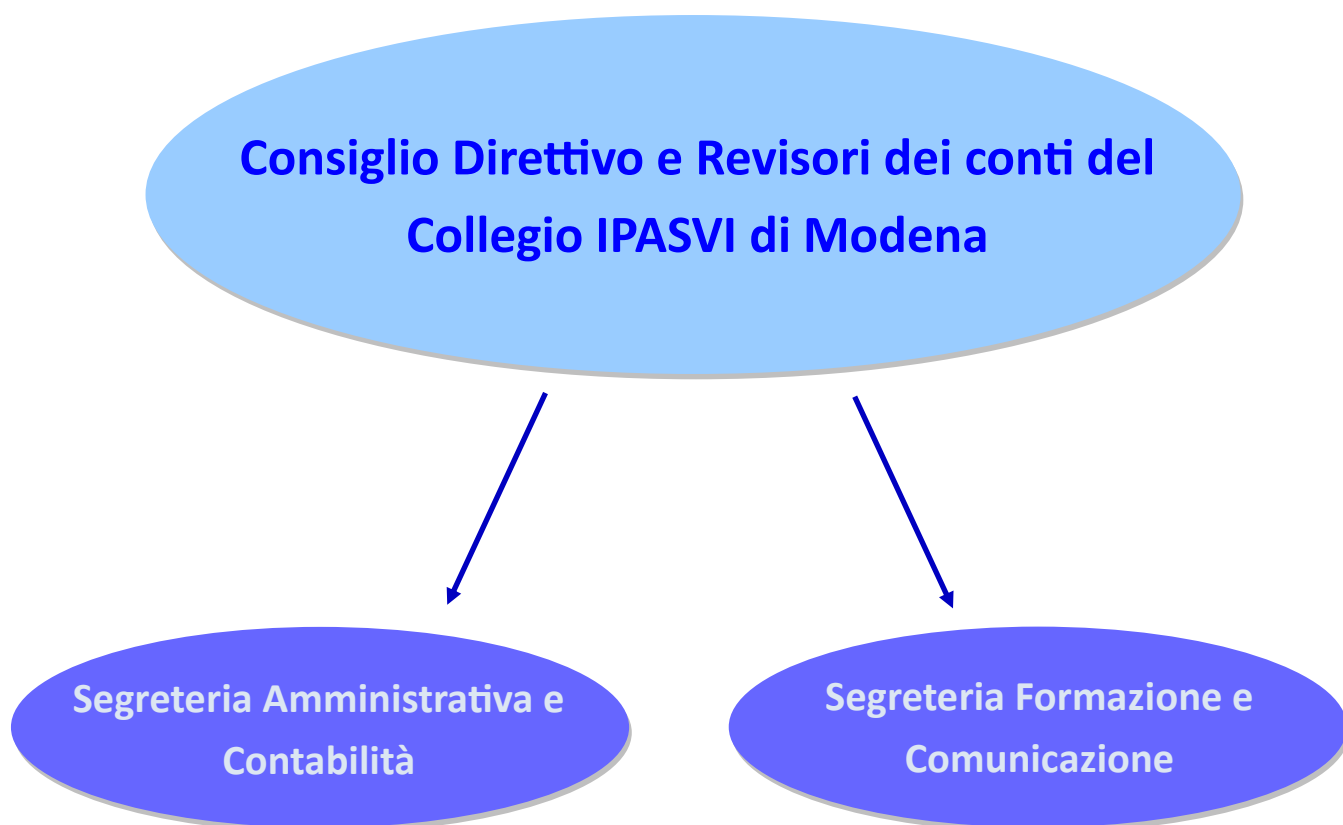 Consiglio Direttivo e Revisori dei conti del
Collegio IPASVI di Modena
Segreteria Amministrativa e
Contabilità
Segreteria Formazione e
Comunicazione